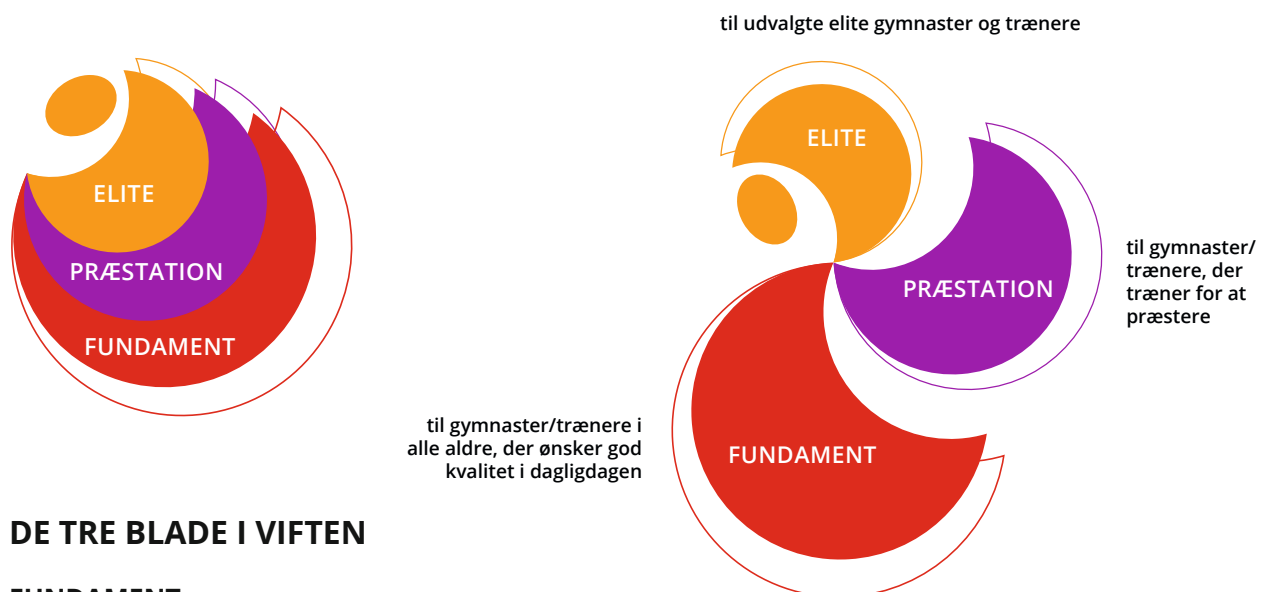 til udvalgte elite gymnaster og trænere
ELITE
PRÆSTATION
FUNDAMENT
ELITE
PRÆSTATION
til gymnaster/
trænere, der
træner for at
præstere
til gymnaster/trænere i
alle aldre, der ønsker god
kvalitet i dagligdagen
FUNDAMENT
DE TRE BLADE I VIFTEN
FUNDAMENT